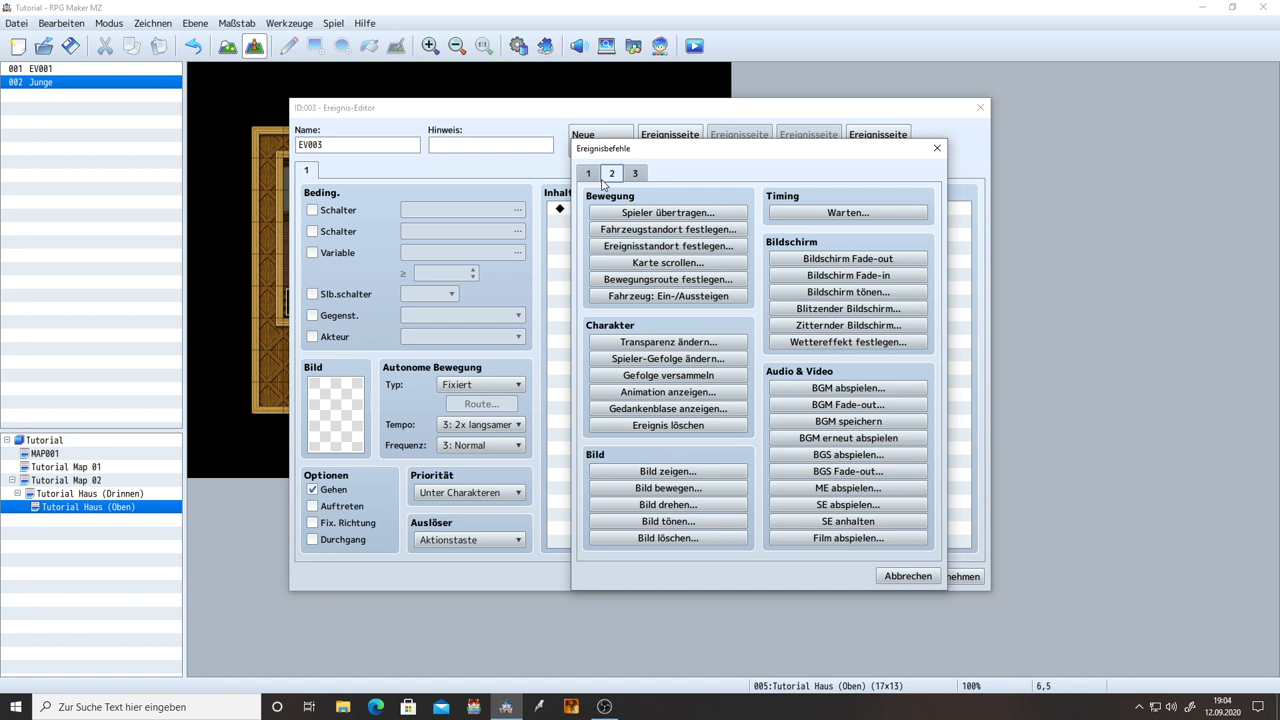 Tutorial - RPG Maker MZ
Datei Bearbeiten Modus Zeichnen Ebene Maßstab Werkzeuge Spiel Hilfe
1:1
001 EV001
002 Junge
ID:003 - Ereignis-Editor
Name: Hinweis:
EV003
Neue Ereignisseite Ereignisseite Ereignisseite Ereignisseite
1
Beding.
Schalter ...
Schalter ...
Variable ...
≥
Slb.schalter
Gegenst.
Akteur
Bild
Autonome Bewegung
Typ: Fixiert
Route...
Tempo: 3: 2x langsamer
Frequenz: 3: Normal
Optionen
Gehen
Auftreten
Fix. Richtung
Durchgang
Priorität
Unter Charakteren
Auslöser
Aktionstaste
Inhalt
◆
Ereignisbefehle
1 2 3
Bewegung
Spieler übertragen...
Fahrzeugstandort festlegen...
Ereignisstandort festlegen...
Karte scrollen...
Bewegungsroute festlegen...
Fahrzeug: Ein-/Aussteigen
Charakter
Transparenz ändern...
Spieler-Gefolge ändern...
Gefolge versammeln
Animation anzeigen...
Gedankenblase anzeigen...
Ereignis löschen
Bild
Bild zeigen...
Bild bewegen...
Bild drehen...
Bild tönen...
Bild löschen...
Timing
Warten...
Bildschirm
Bildschirm Fade-out
Bildschirm Fade-in
Bildschirm tönen...
Blitzender Bildschirm...
Zitternder Bildschirm...
Wettereffekt festlegen...
Audio & Video
BGM abspielen...
BGM Fade-out...
BGM speichern
BGM erneut abspielen
BGS abspielen...
BGS Fade-out...
ME abspielen...
SE abspielen...
SE anhalten
Film abspielen...
Abbrechen
nehmen
Tutorial
MAP001
Tutorial Map 01
Tutorial Map 02
Tutorial Haus (Drinnen)
Tutorial Haus (Oben)
005:Tutorial Haus (Oben) (17x13) 100% 6,5
Zur Suche Text hier eingeben
19:04
12.09.2020